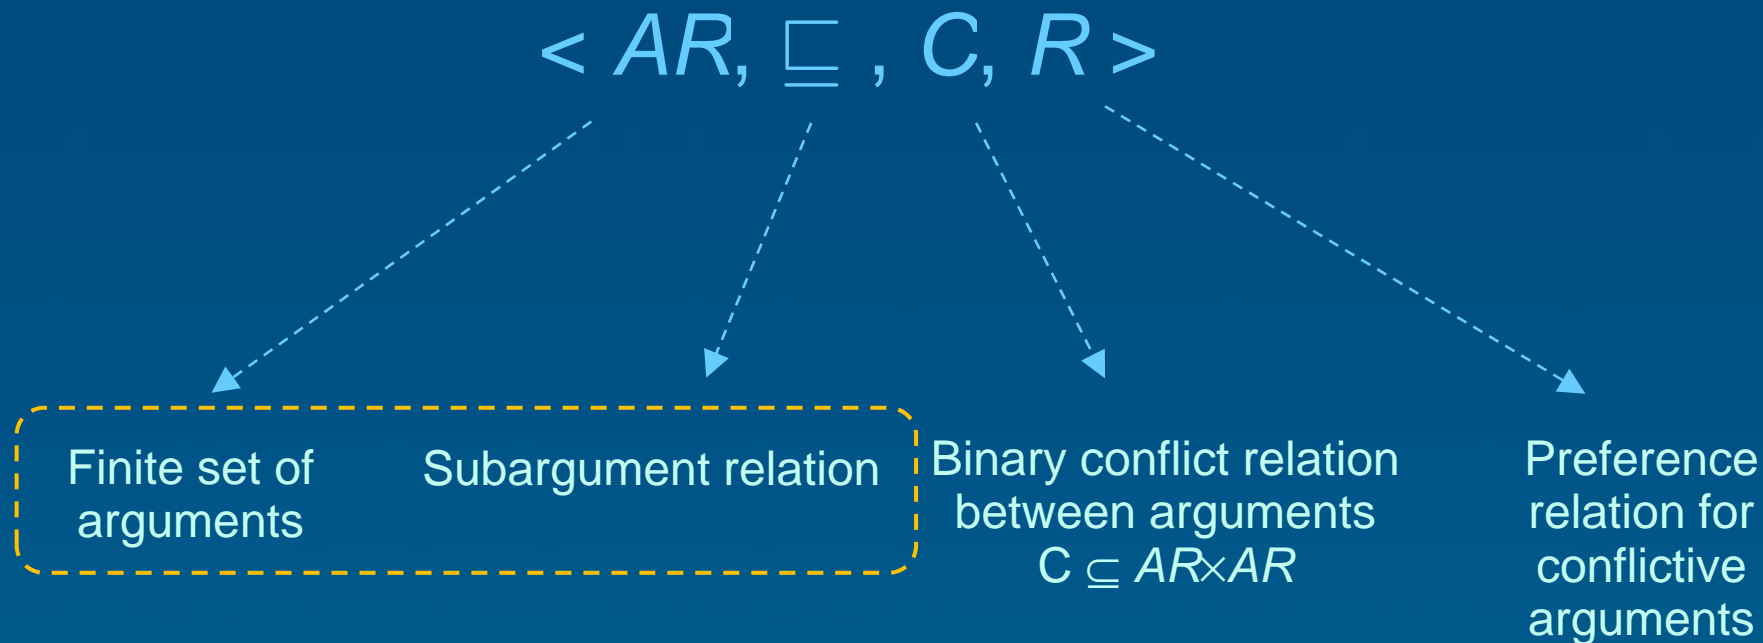 < AR, ⊑ , C, R >
Finite set of
arguments
Subargument relation
Binary conflict relation
between arguments
C ⊆ AR×AR
Preference
relation for
conflictive
arguments